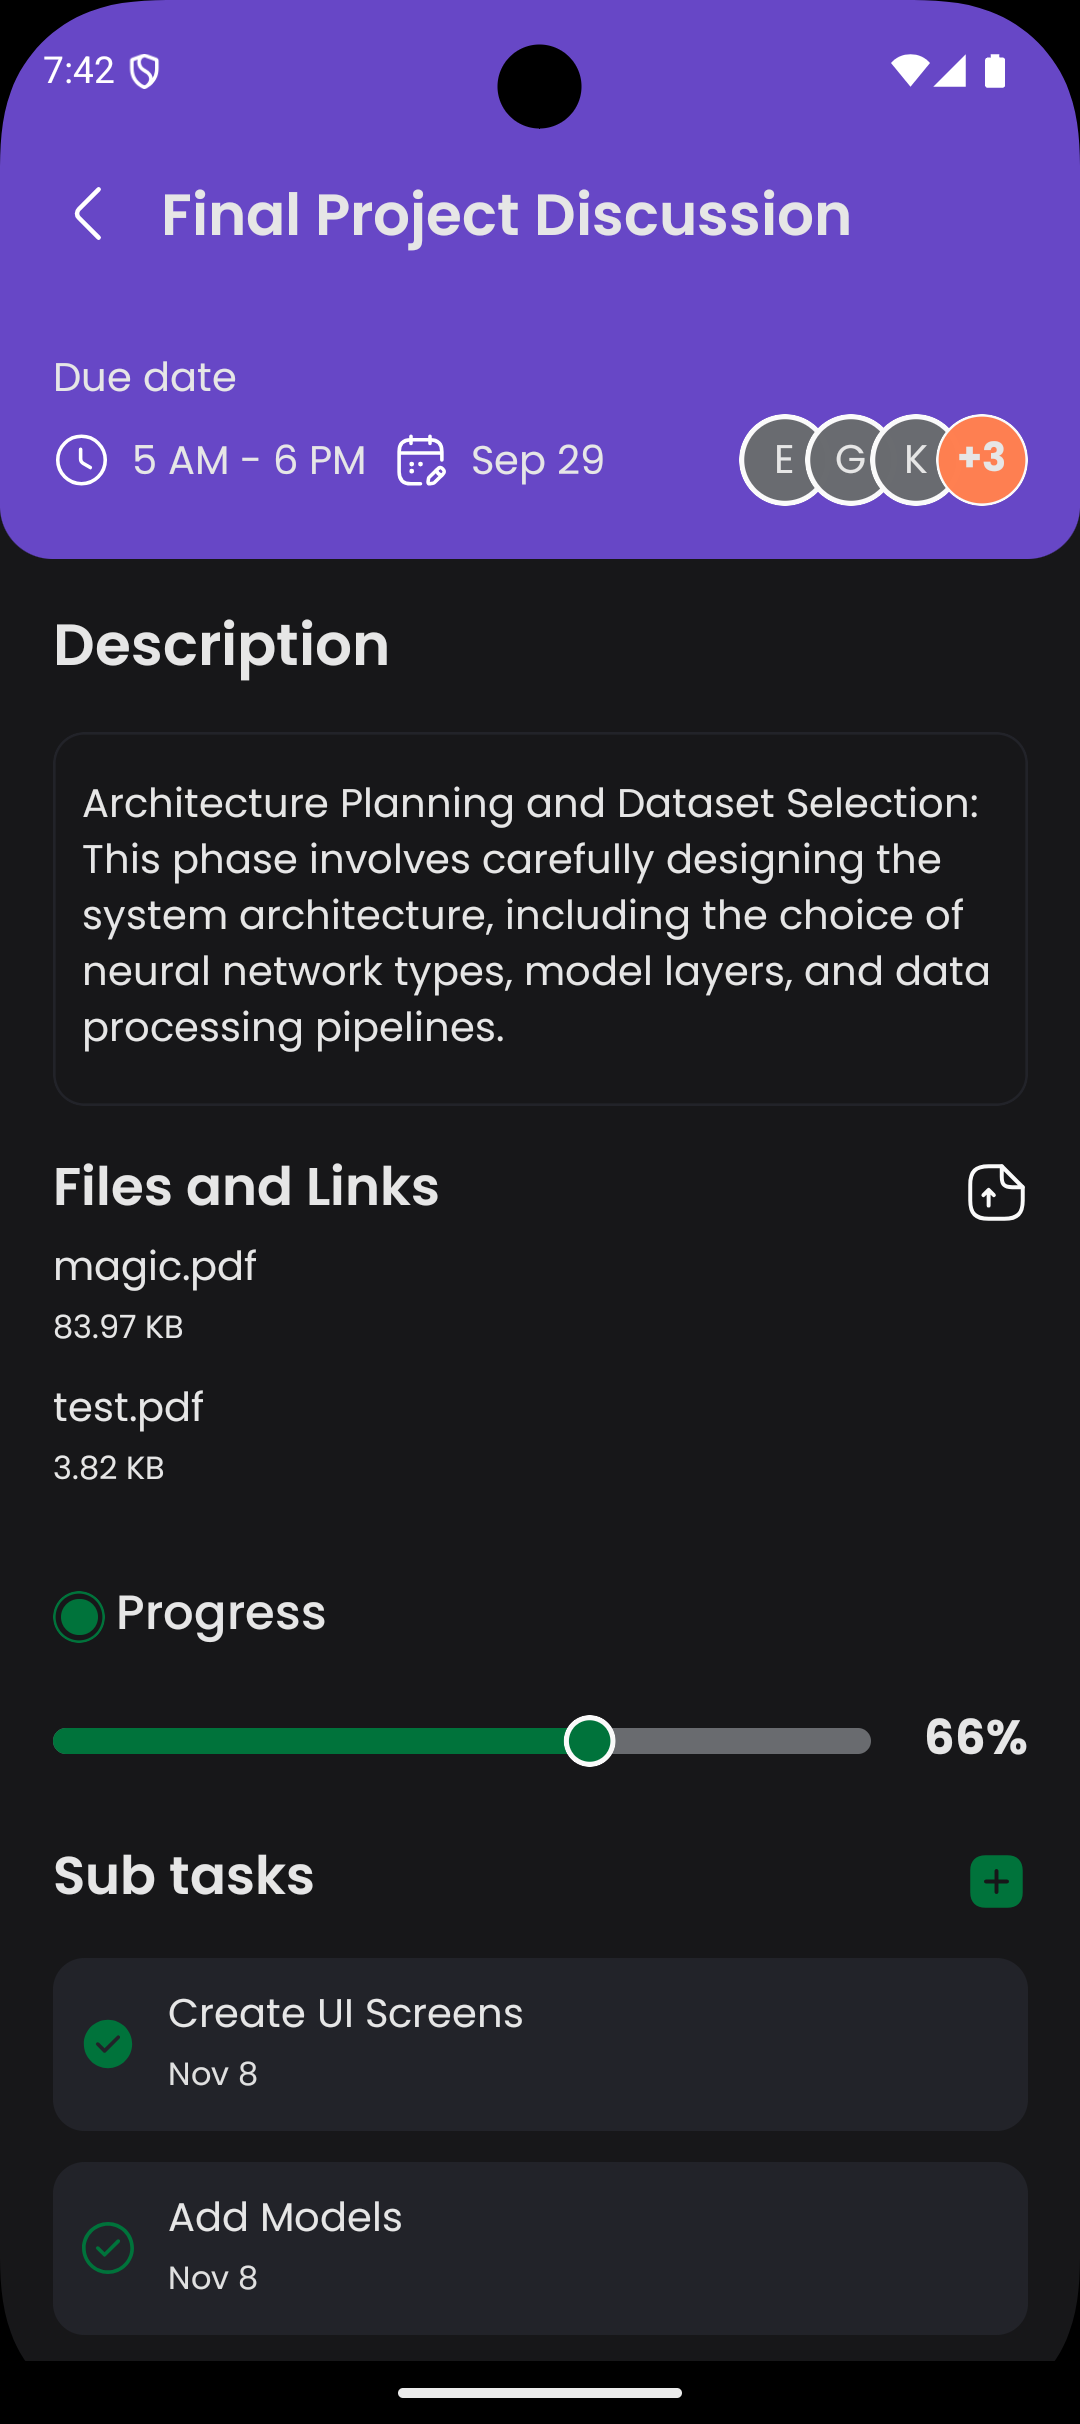 7:42
Final Project Discussion
Due date
5 AM - 6 PM Sep 29 E G K +3
Description
Architecture Planning and Dataset Selection:
This phase involves carefully designing the
system architecture, including the choice of
neural network types, model layers, and data
processing pipelines.
Files and Links
magic.pdf
83.97 KB
test.pdf
3.82 KB
Progress
66%
Sub tasks
Create UI Screens
Nov 8
Add Models
Nov 8